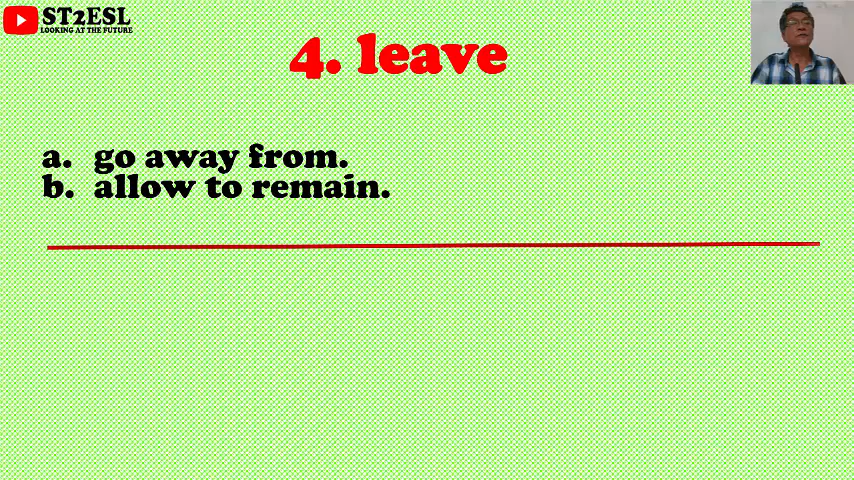 ST2ESL
LOOKING AT THE FUTURE
4. leave
a. go away from.
b. allow to remain.